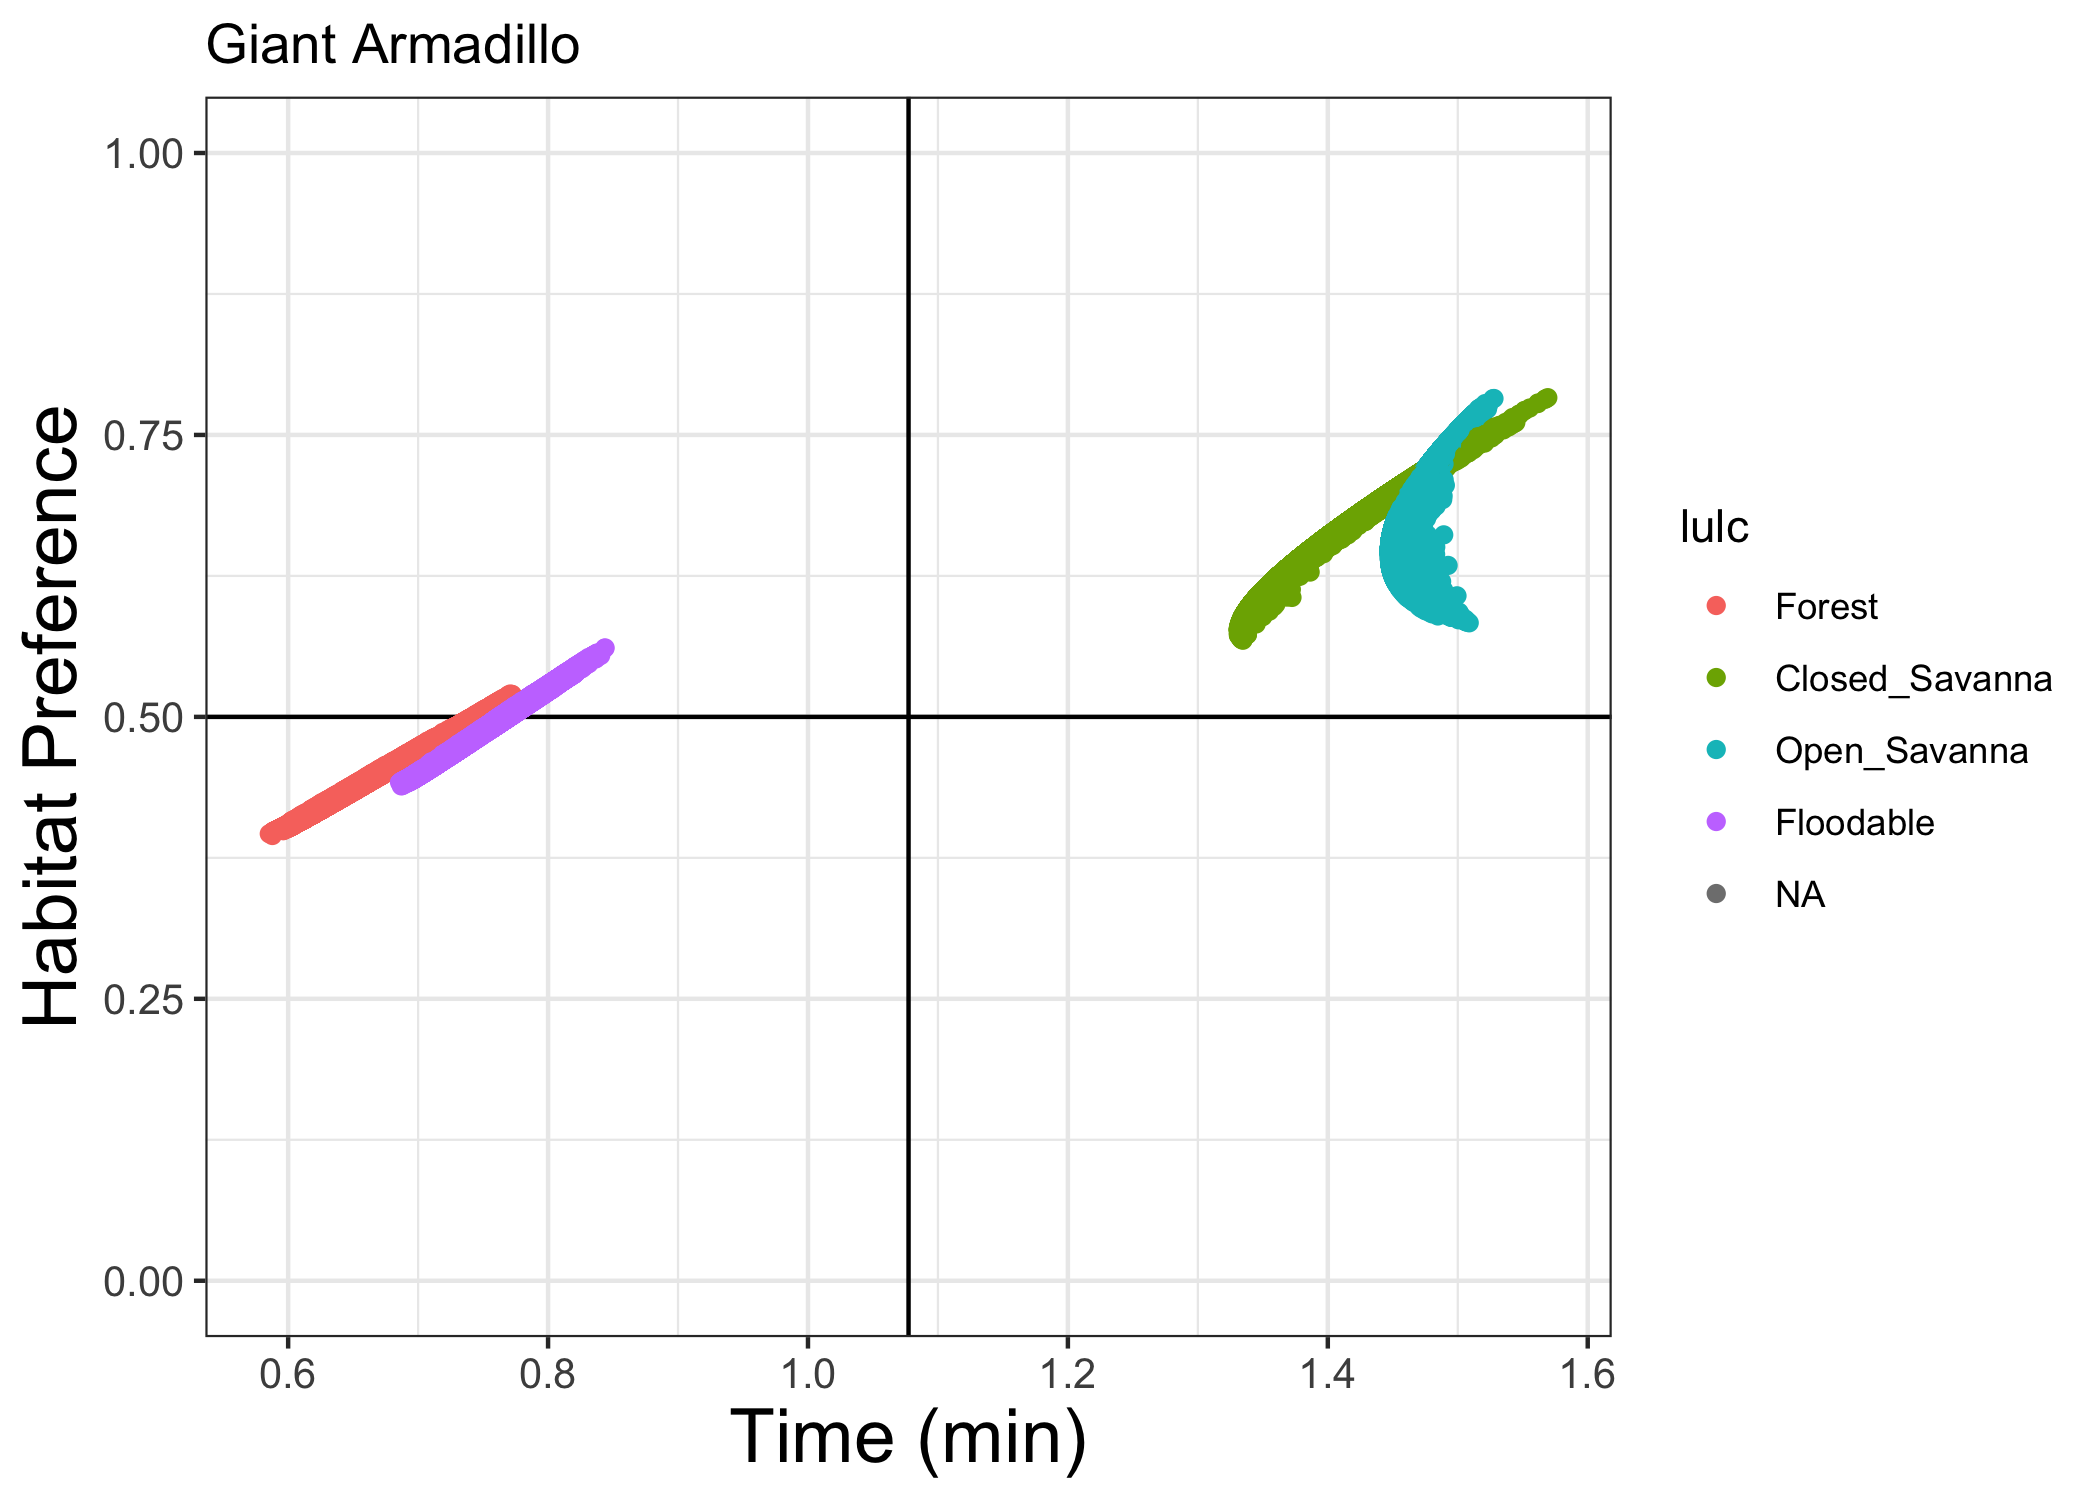 Giant Armadillo
Habitat Preference
1.00
0.75
0.50
0.25
0.00
0.6 0.8 1.0 1.2 1.4 1.6
Time (min)
lulc
Forest
Closed_Savanna
Open_Savanna
Floodable
NA